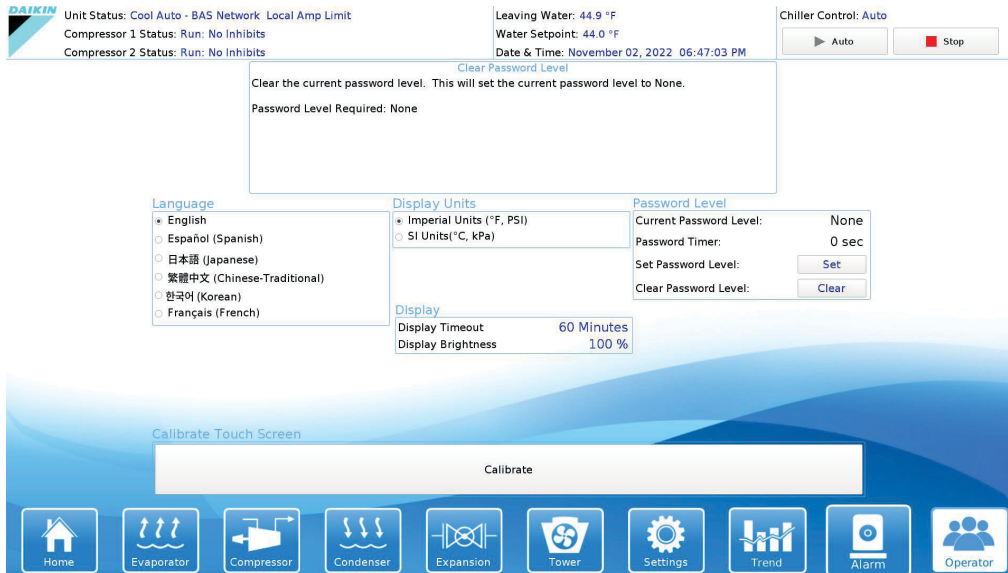 DAIKIN
Unit Status: Cool Auto - BAS Network Local Amp Limit
Compressor 1 Status: Run: No Inhibits
Compressor 2 Status: Run: No Inhibits
Leaving Water: 44.9 °F
Water Setpoint: 44.0 °F
Date & Time: November 02, 2022 06:47:03 PM
Chiller Control: Auto
Auto
Stop
Clear Password Level
Clear the current password level. This will set the current password level to None.
Password Level Required: None
Language
English
Español (Spanish)
日本語 (Japanese)
繁體中文 (Chinese-Traditional)
한국어 (Korean)
Français (French)
Display Units
Imperial Units (°F, PSI)
SI Units(°C, kPa)
Display
Display Timeout 60 Minutes
Display Brightness 100 %
Password Level
Current Password Level: None
Password Timer: 0 sec
Set Password Level: Set
Clear Password Level: Clear
Calibrate Touch Screen
Calibrate
Home
Evaporator
Compressor
Condenser
Expansion
Tower
Settings
Trend
Alarm
Operator